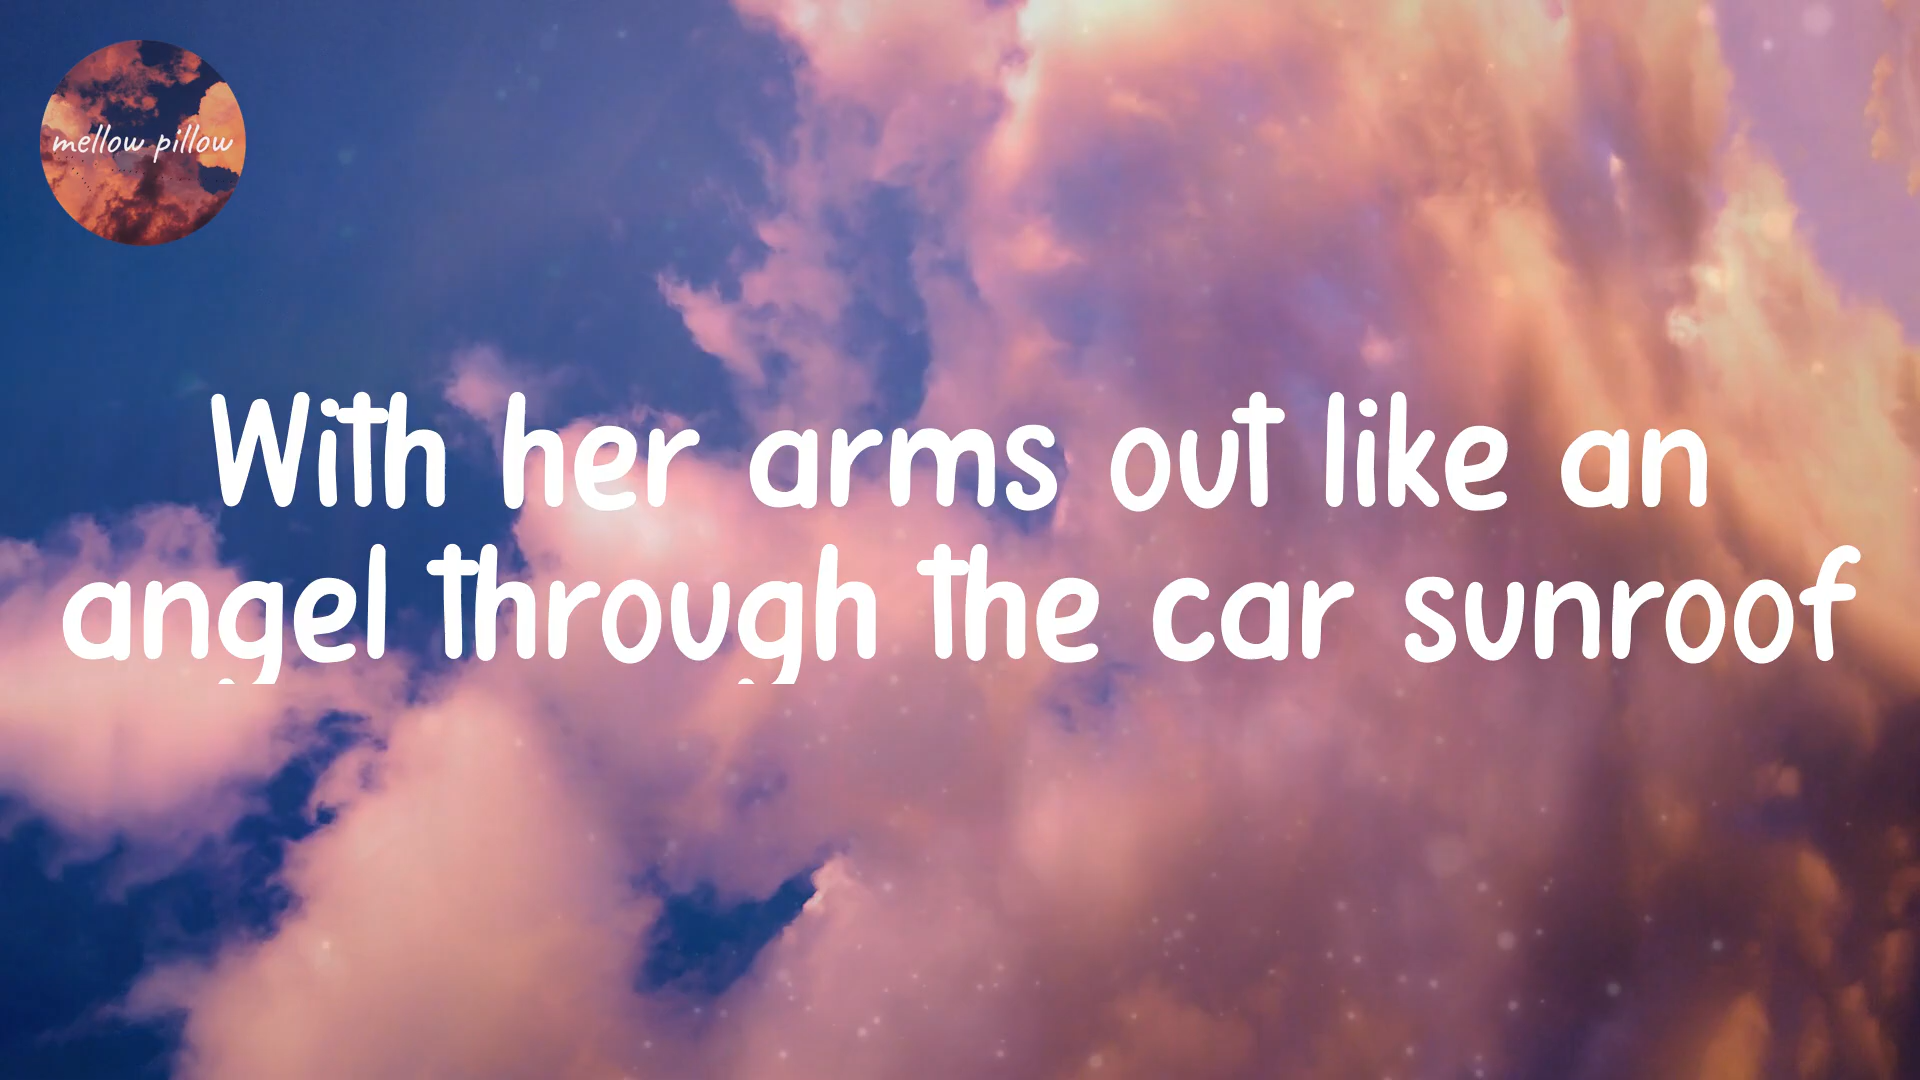 mellow pillow
With her arms out like an
angel through the car sunroof